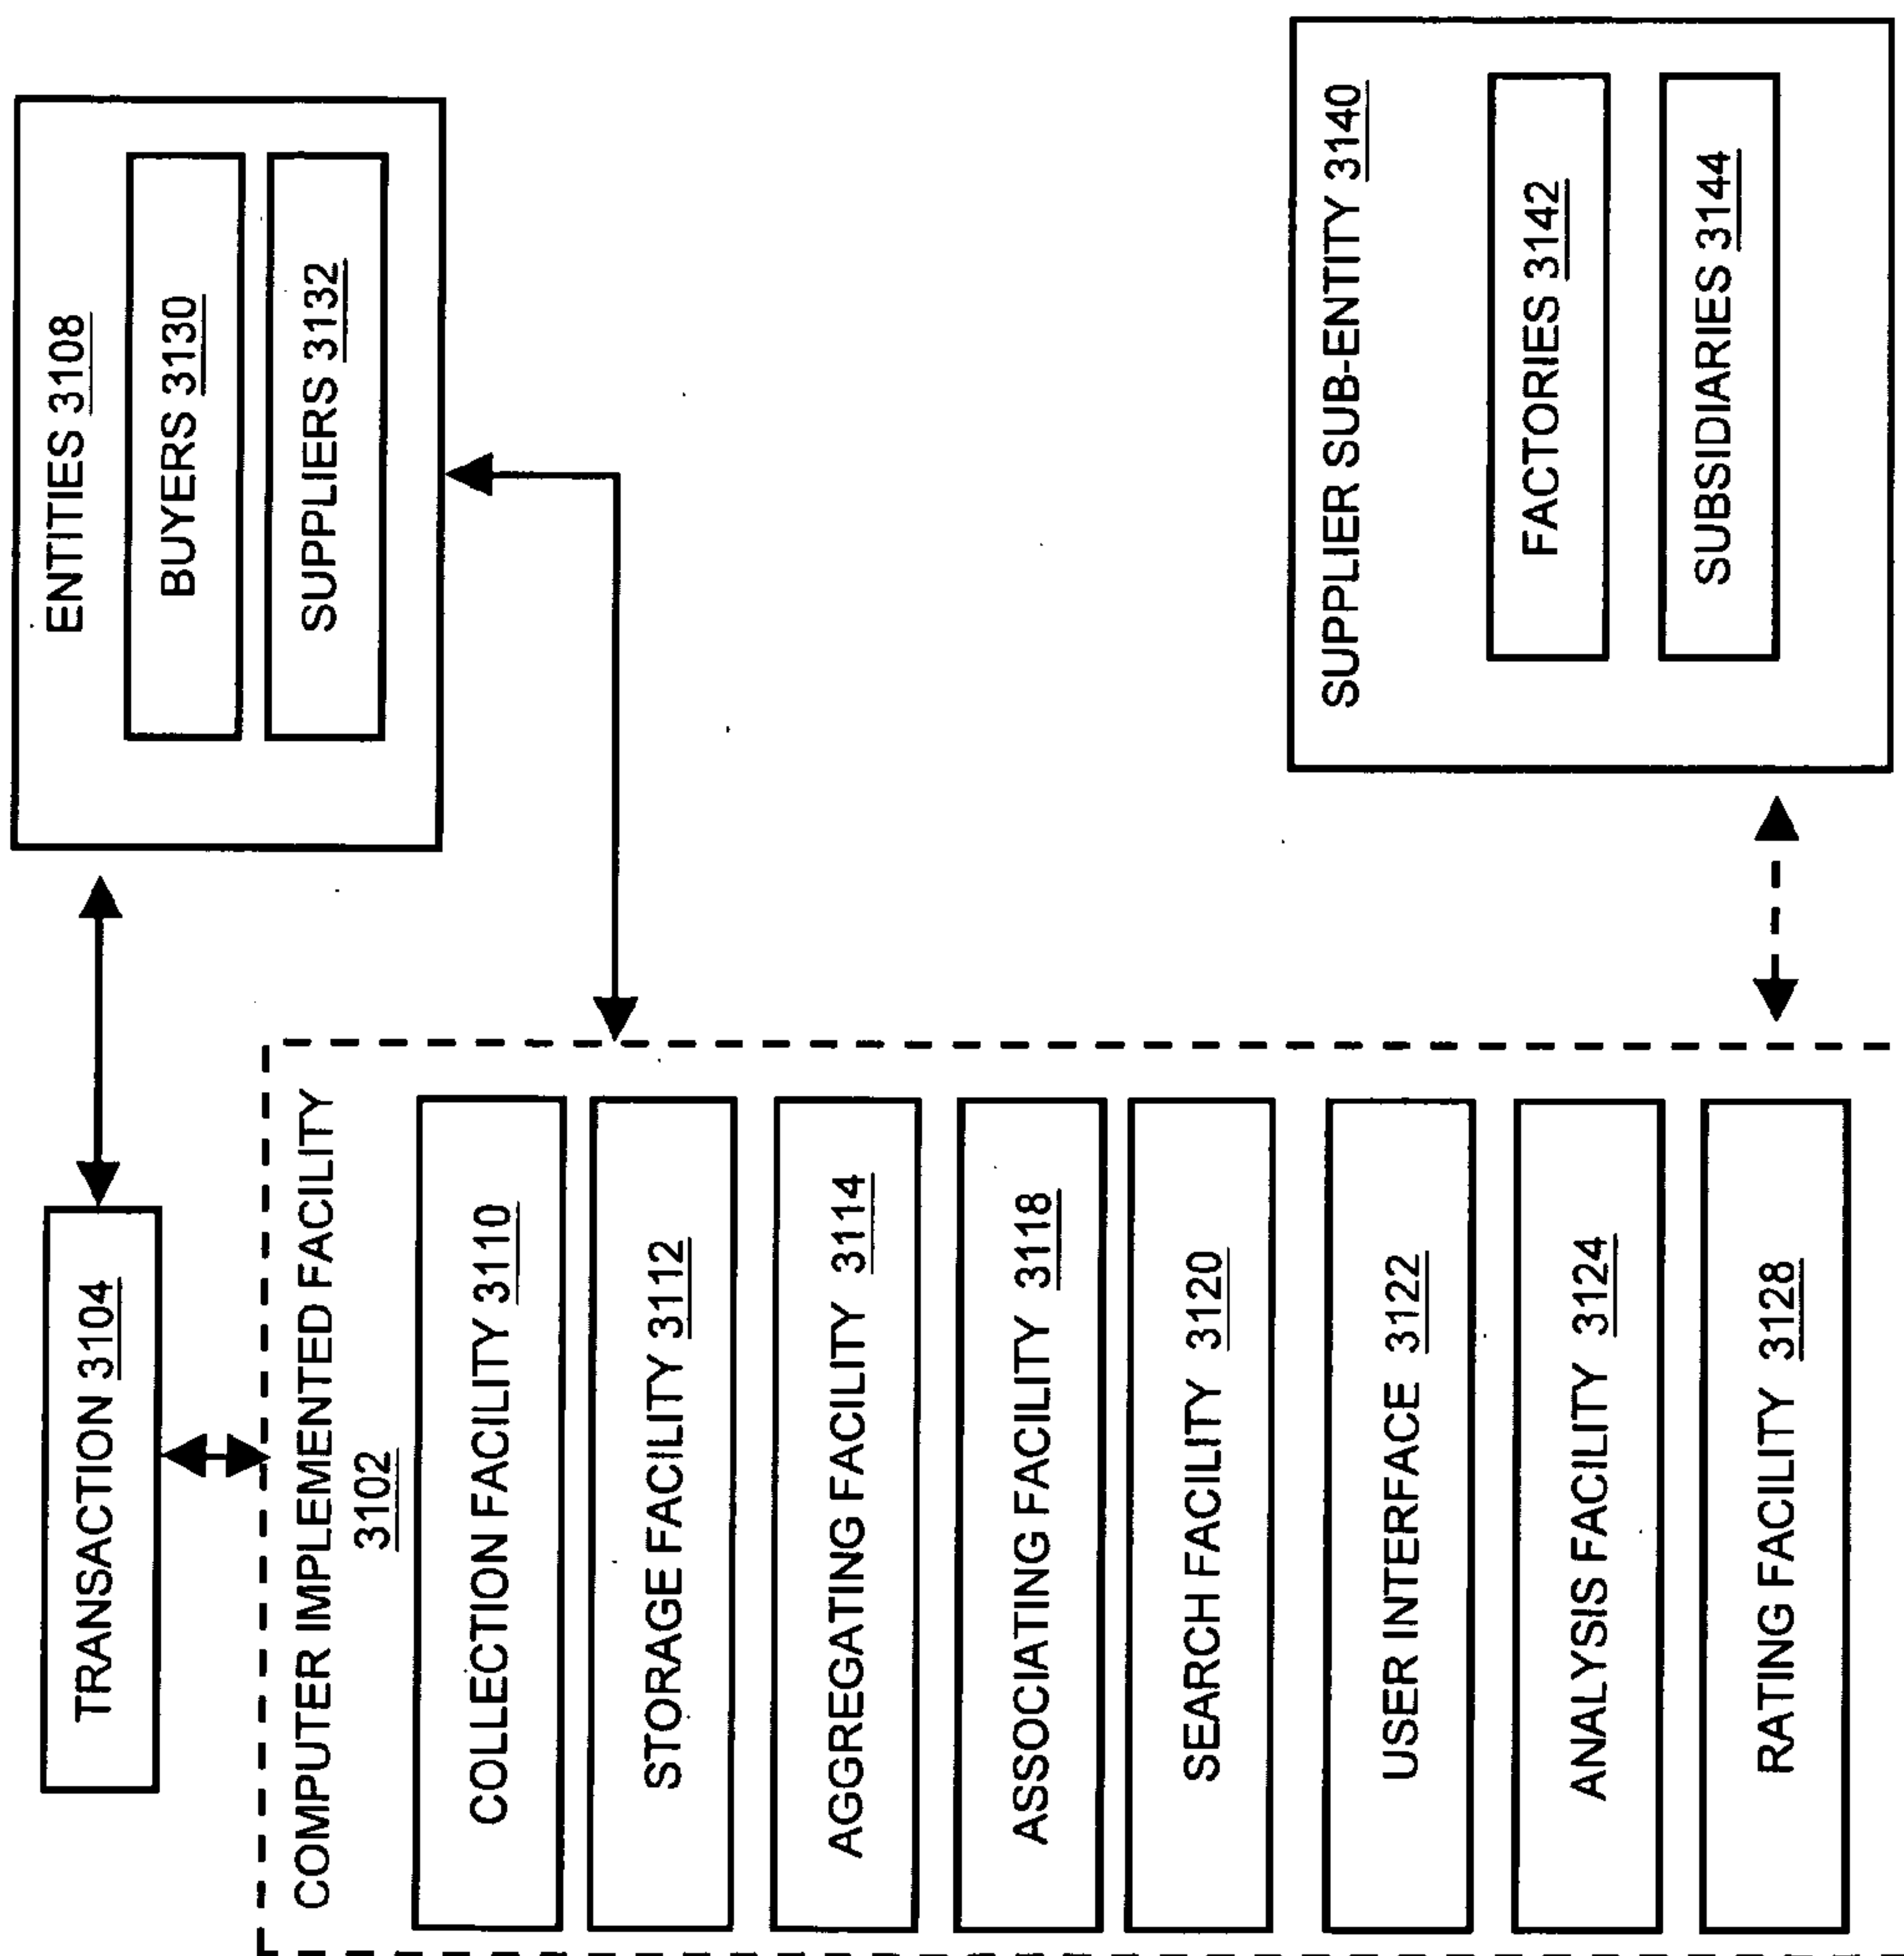 TRANSACTION 3104
ENTITIES 3108
BUYERS 3130
SUPPLIERS 3132
COMPUTER IMPLEMENTED FACILITY
3102
COLLECTION FACILITY 3110
STORAGE FACILITY 3112
AGGREGATING FACILITY 3114
ASSOCIATING FACILITY 3118
SEARCH FACILITY 3120
USER INTERFACE 3122
ANALYSIS FACILITY 3124
RATING FACILITY 3128
SUPPLIER SUB-ENTITY 3140
FACTORIES 3142
SUBSIDIARIES 3144